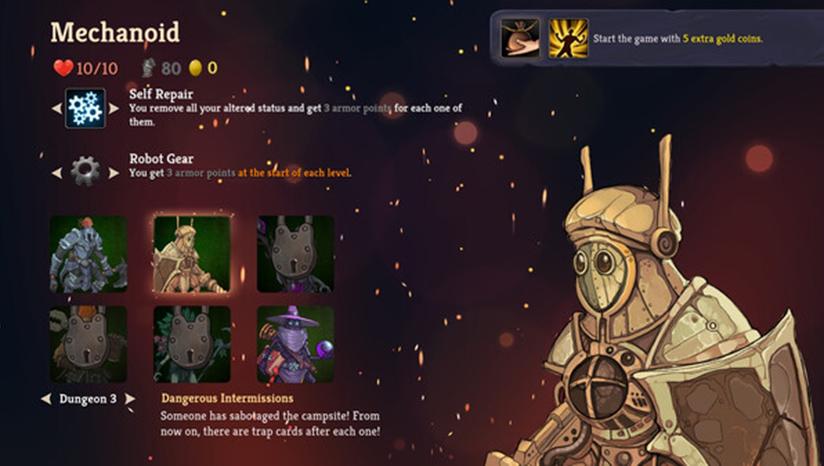 Mechanoid
10/10 80 0
Start the game with 5 extra gold coins.
Self Repair
You remove all your altered status and get 3 armor points for each one of
them.
Robot Gear
You get 3 armor points at the start of each level.
Dungeon 3
Dangerous Intermissions
Someone has sabotaged the campsite! From
now on, there are trap cards after each one!